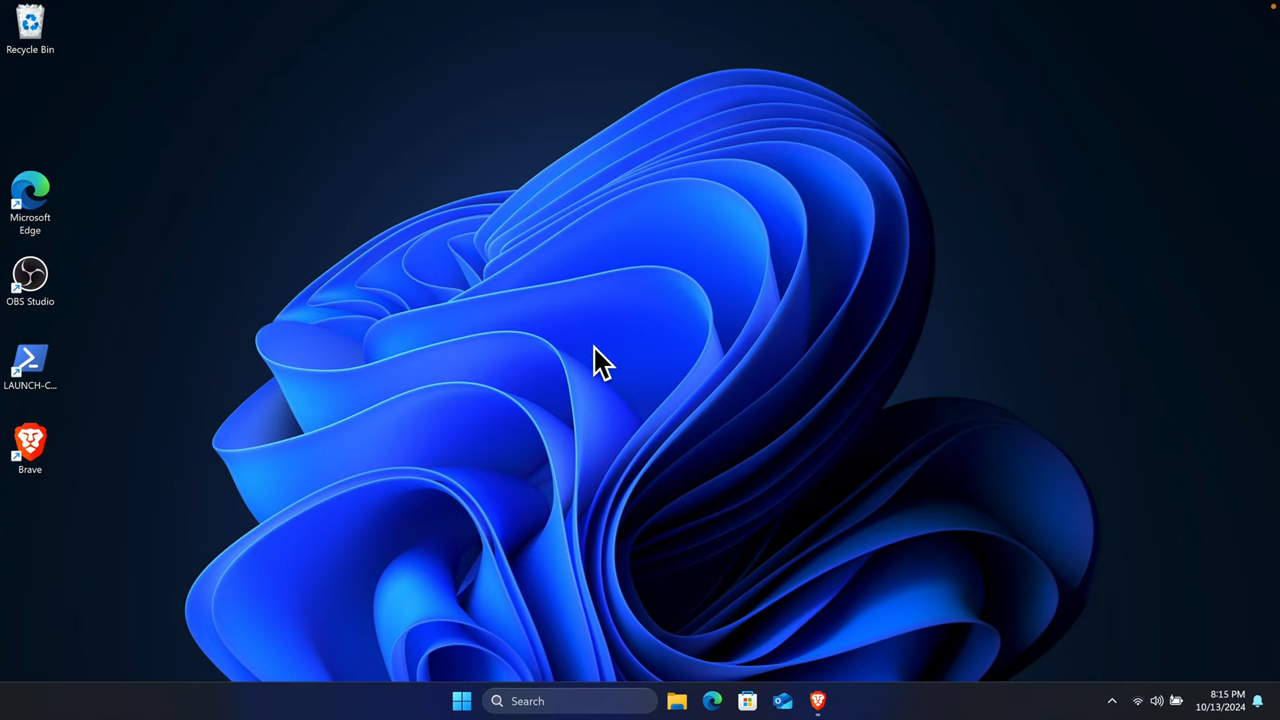 Recycle Bin
Microsoft
Edge
OBS Studio
LAUNCH-C...
Brave
Search
8:15 PM
10/13/2024